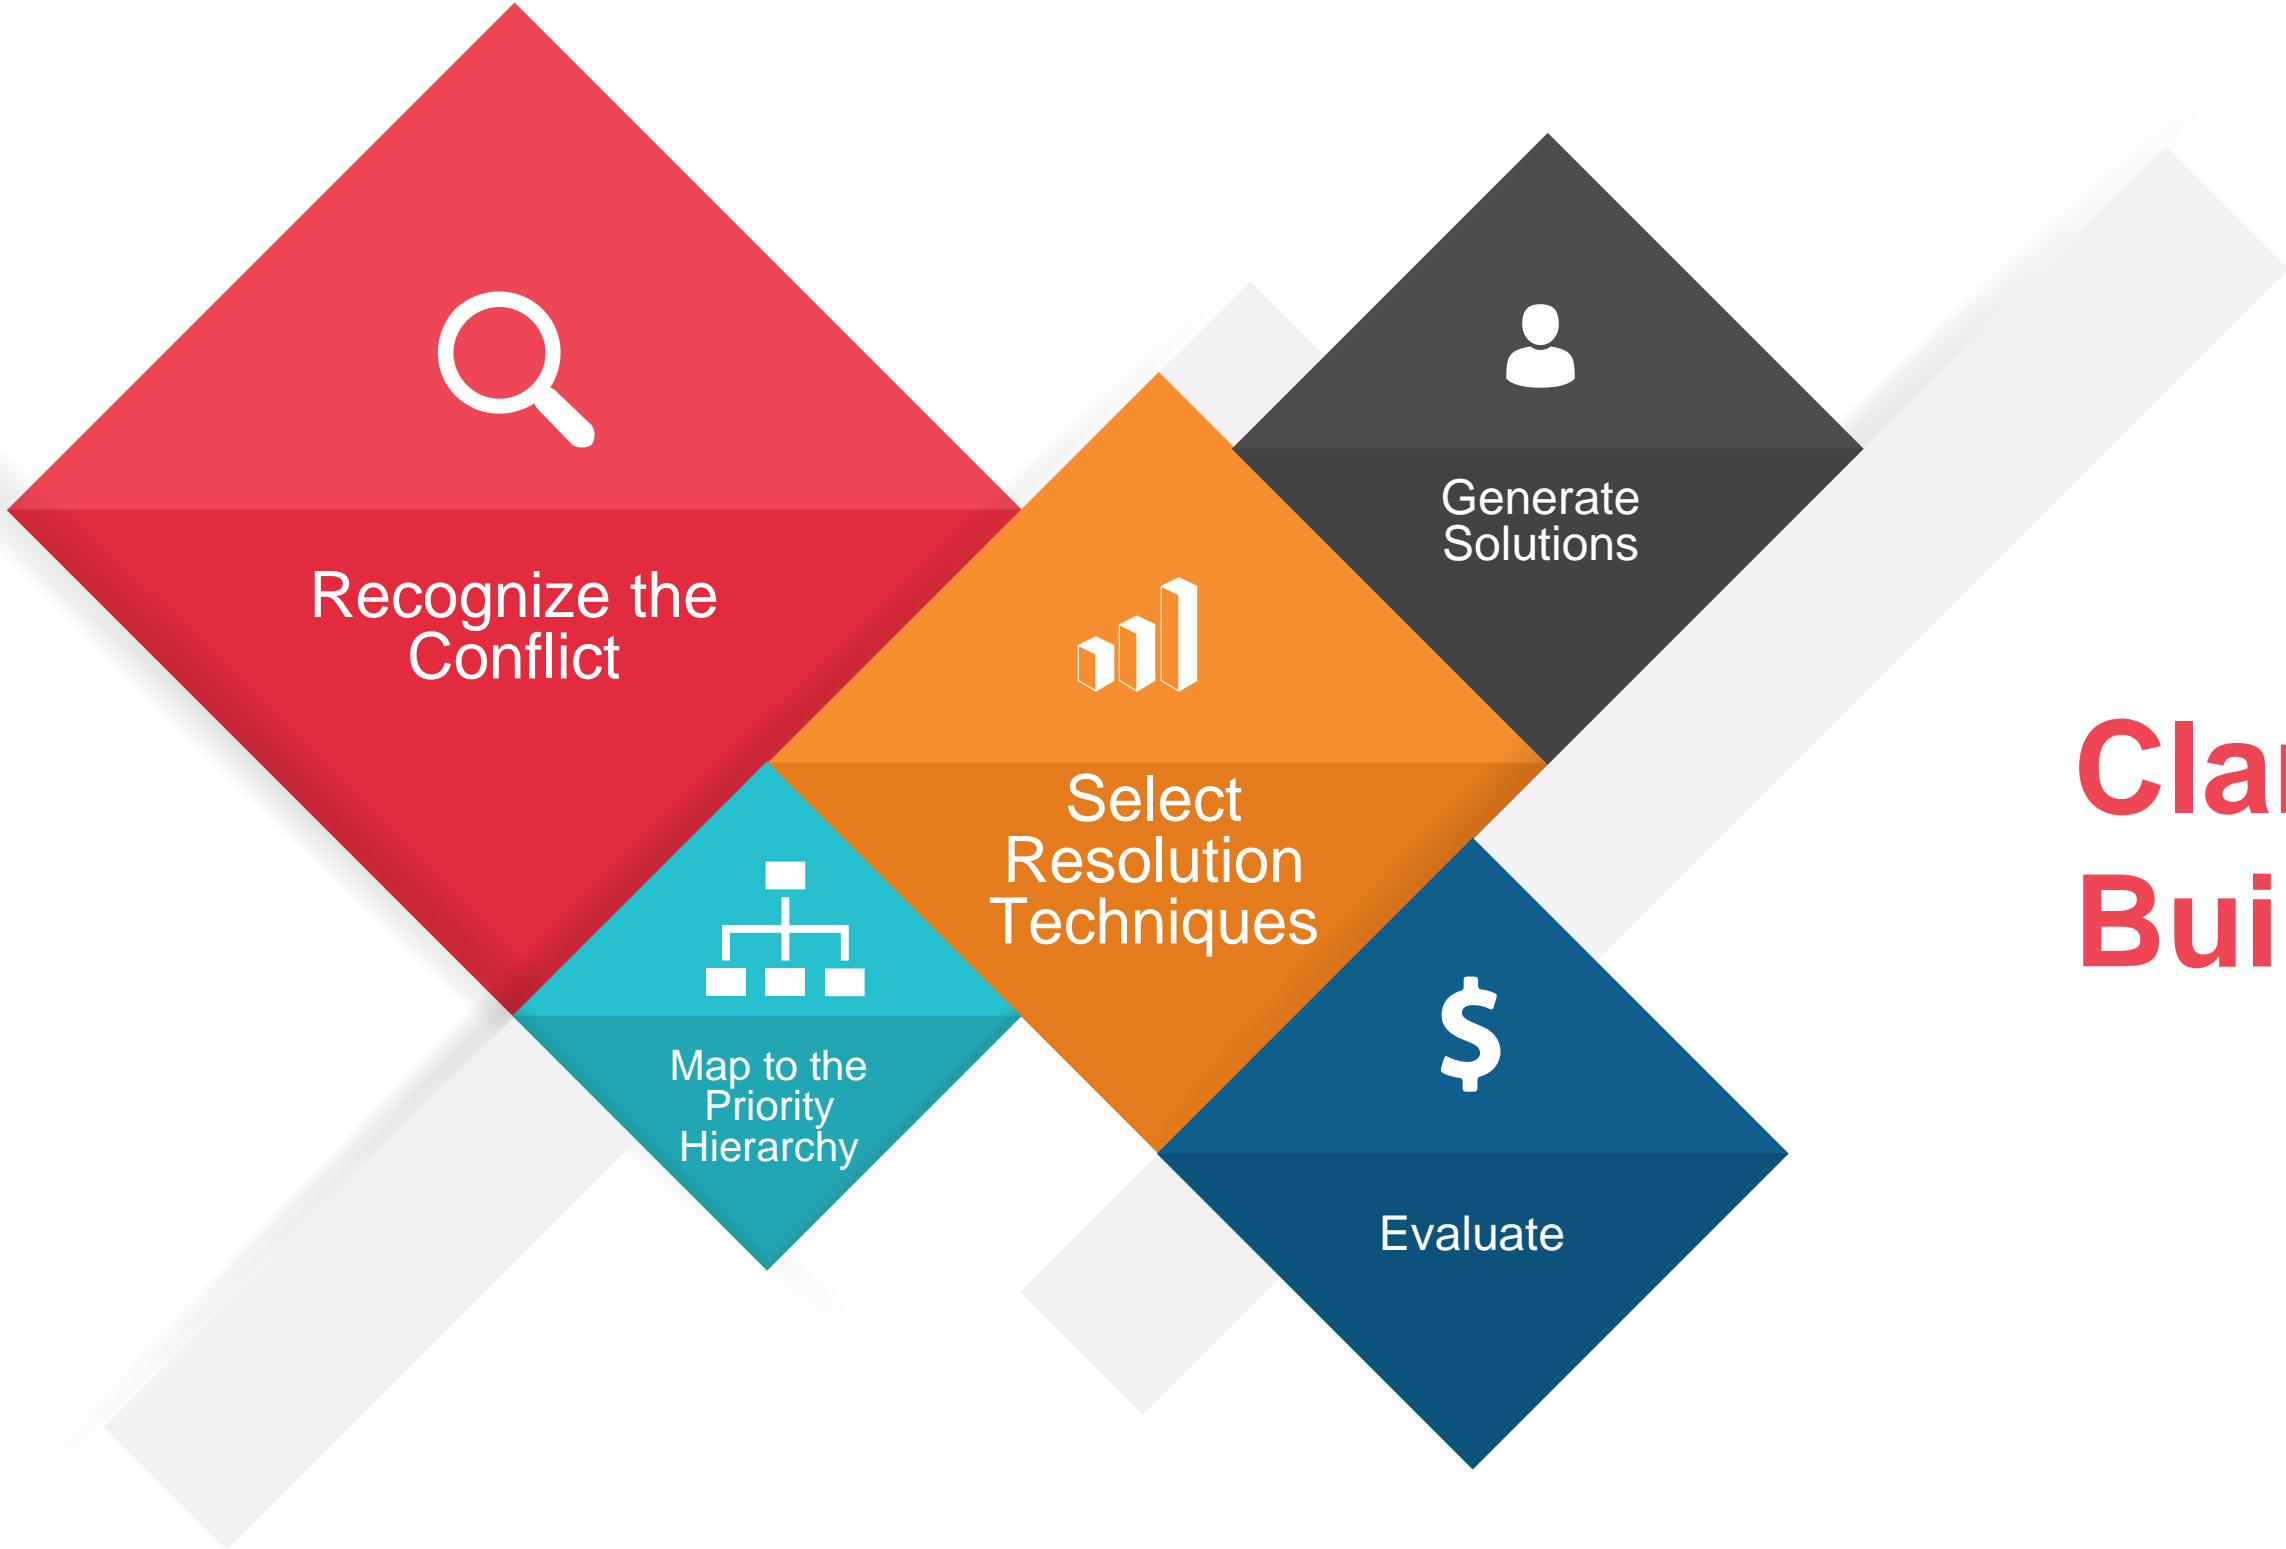 Recognize the
Conflict
Map to the
Priority
Hierarchy
Select
Resolution
Techniques
Generate
Solutions
Evaluate
$